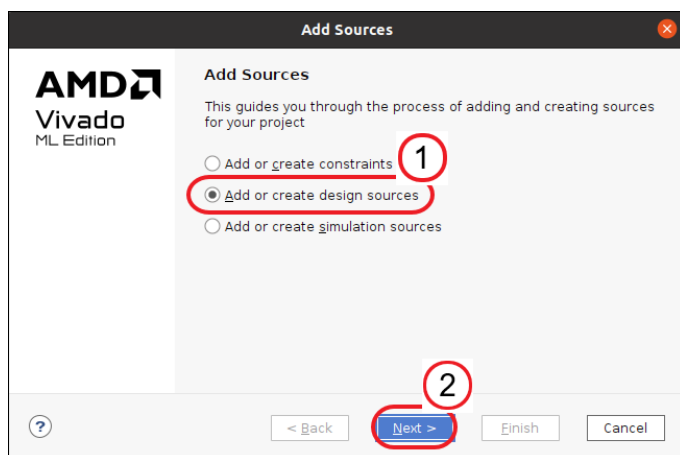 Add Sources
AMD
Vivado
ML Edition
Add Sources
This guides you through the process of adding and creating sources
for your project
Add or create constraints
1
Add or create design sources
Add or create simulation sources
2
?
< Back
Next >
Finish
Cancel